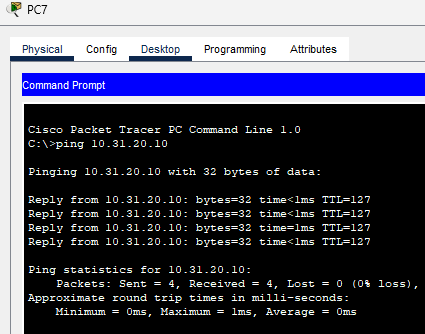 PC7
Physical Config Desktop Programming Attributes
Command Prompt
Cisco Packet Tracer PC Command Line 1.0
C:\>ping 10.31.20.10
Pinging 10.31.20.10 with 32 bytes of data:
Reply from 10.31.20.10: bytes=32 time<1ms TTL=127
Reply from 10.31.20.10: bytes=32 time<1ms TTL=127
Reply from 10.31.20.10: bytes=32 time=1ms TTL=127
Reply from 10.31.20.10: bytes=32 time<1ms TTL=127
Ping statistics for 10.31.20.10:
Packets: Sent = 4, Received = 4, Lost = 0 (0% loss),
Approximate round trip times in milli-seconds:
Minimum = 0ms, Maximum = 1ms, Average = 0ms